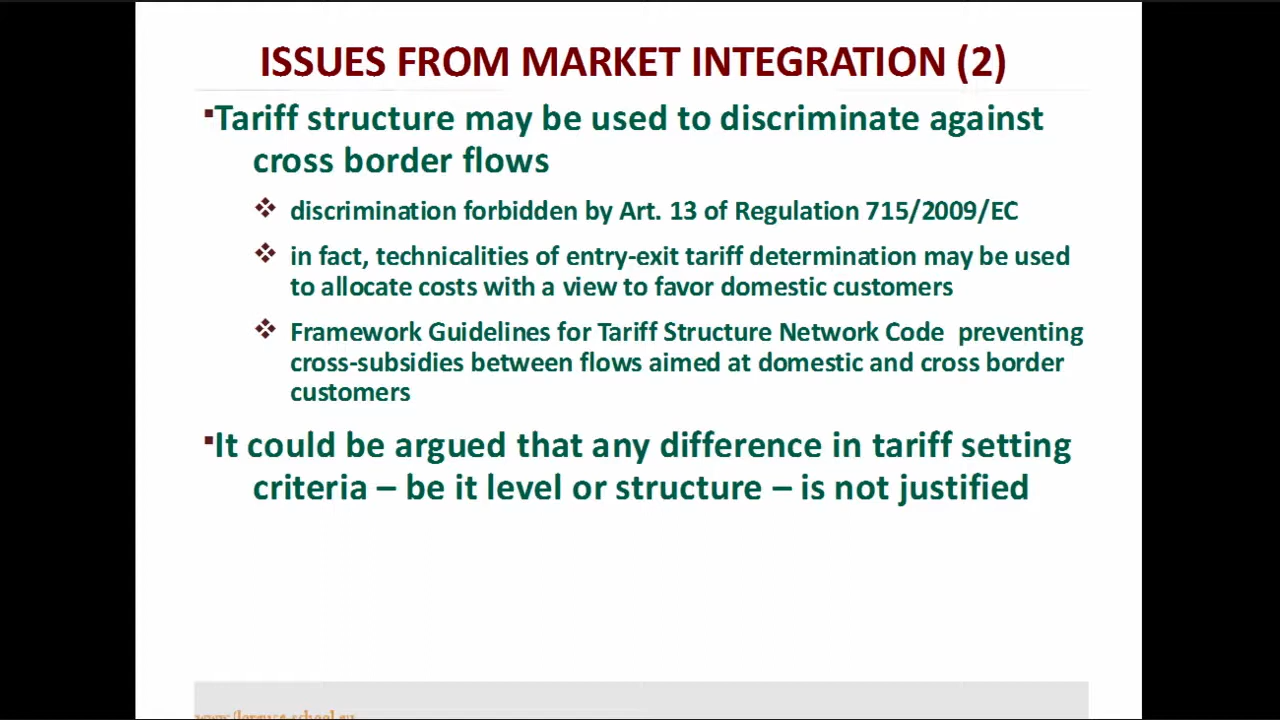 ISSUES FROM MARKET INTEGRATION (2)
▪Tariff structure may be used to discriminate against
cross border flows
❖ discrimination forbidden by Art. 13 of Regulation 715/2009/EC
❖ in fact, technicalities of entry-exit tariff determination may be used
to allocate costs with a view to favor domestic customers
❖ Framework Guidelines for Tariff Structure Network Code  preventing
cross-subsidies between flows aimed at domestic and cross border
customers
▪It could be argued that any difference in tariff setting
criteria – be it level or structure – is not justified